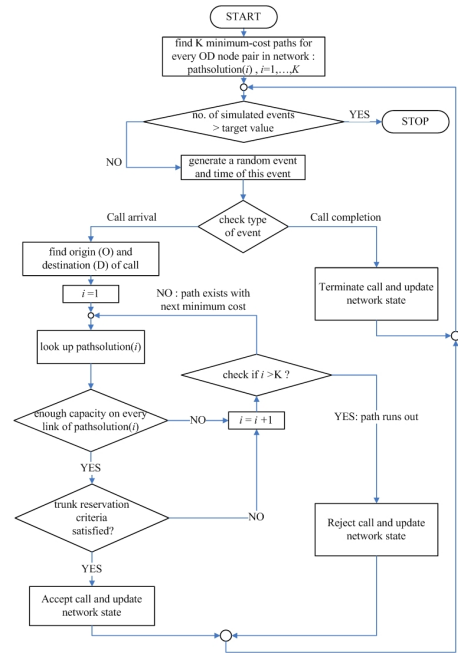 START
find K minimum-cost paths for
every OD node pair in network :
pathsolution(i) , i=1,…,K
no. of simulated events
> target value
YES
STOP
NO
generate a random event
and time of this event
check type
of event
Call arrival
Call completion
find origin (O) and
destination (D) of call
Terminate call and update
network state
i =1
NO : path exists with
next minimum cost
look up pathsolution(i)
check if i >K ?
enough capacity on every
link of pathsolution(i)
NO
i = i +1
YES: path runs out
YES
trunk reservation
criteria
satisfied?
NO
Reject call and update
network state
YES
Accept call and update
network state